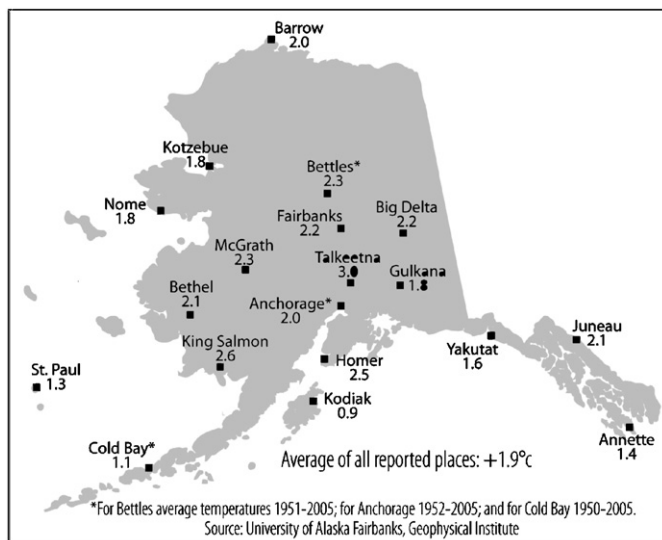 Barrow
2.0
Kotzebue
1.8
Bettles*
2.3
Nome
1.8
Fairbanks
2.2
Big Delta
2.2
McGrath
2.3
Talkeetna
3.0
Gulkana
1.8
Bethel
2.1
Anchorage*
2.0
King Salmon
2.6
Juneau
2.1
Yakutat
1.6
Homer
2.5
St. Paul
1.3
Kodiak
0.9
Annette
1.4
Cold Bay*
1.1
Average of all reported places: +1.9°c
*For Bettles average temperatures 1951-2005; for Anchorage 1952-2005; and for Cold Bay 1950-2005.
Source: University of Alaska Fairbanks, Geophysical Institute